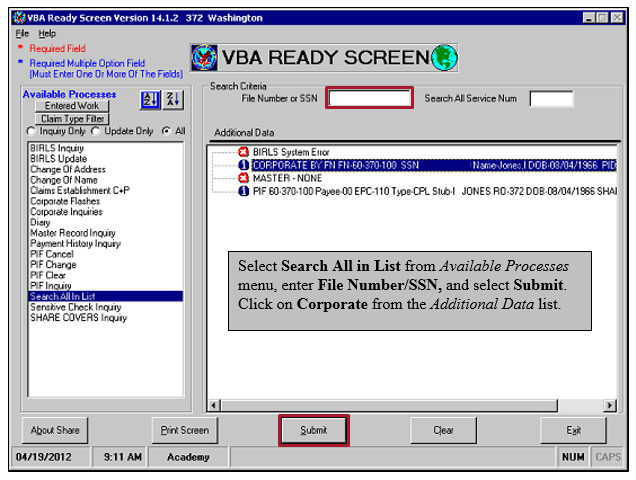 VBA Ready Screen Version 14.1.2 372 Washington
File Help
* Required Field
* Required Multiple Option Field
(Must Enter One Or More Of The Fields)
VBA READY SCREEN
Available Processes
Entered Work
Claim Type Filter
Inquiry Only Update Only All
Search Criteria
File Number or SSN
Search All Service Num
Additional Data
BIRLS Inquiry
BIRLS Update
Change Of Address
Change Of Name
Claims Establishment C+P
Corporate Flashes
Corporate Inquiries
Diary
Master Record Inquiry
Payment History Inquiry
PIF Cancel
PIF Change
PIF Clear
PIF Inquiry
Search All In List
Sensitive Check Inquiry
SHARE COVERS Inquiry
BIRLS System Error
CORPORATE BY FN FN-60-370-100 SSN Name-Jones,I DOB-08/04/1966 PID
MASTER - NONE
PIF 60-370-100 Payee-00 EPC-110 Type-CPL Stub-I JONES RO-372 DOB-08/04/1966 SHA
Select Search All in List from Available Processes
menu, enter File Number/SSN, and select Submit.
Click on Corporate from the Additional Data list.
About Share
Print Screen
Submit
Clear
Exit
04/19/2012 9:11 AM Academy NUM CAPS